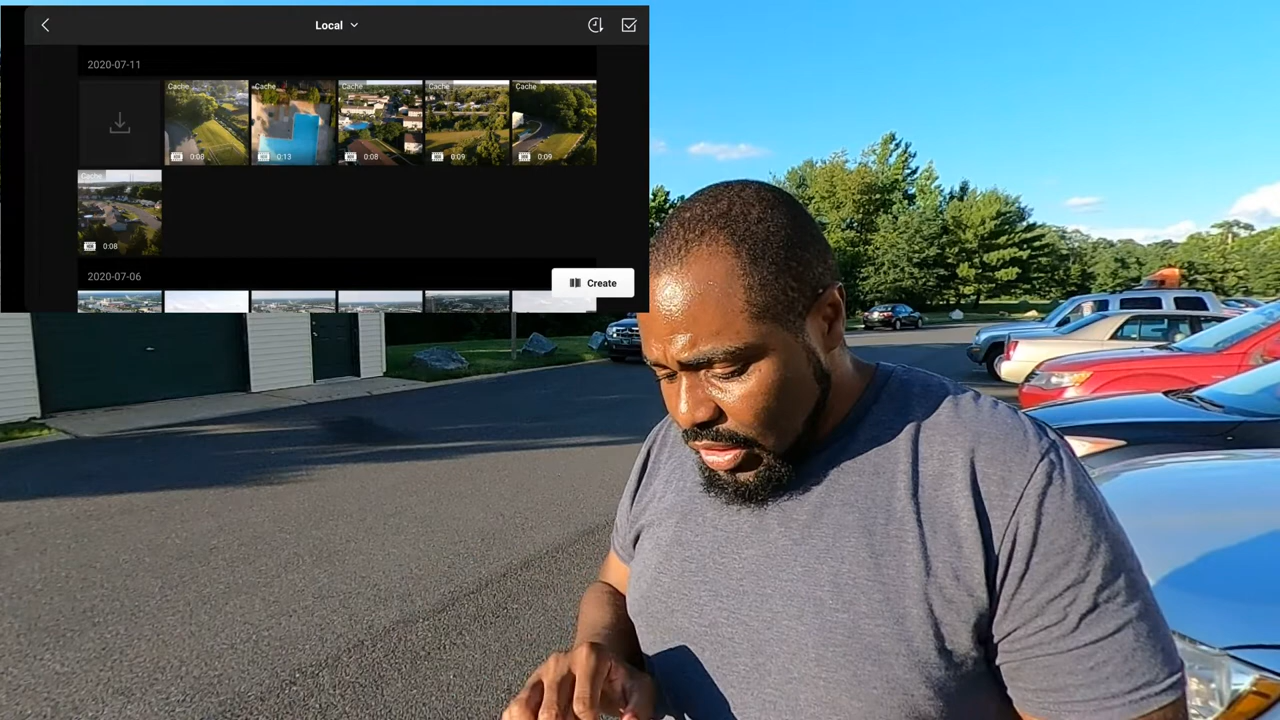 Local
2020-07-11
Cache Cache Cache Cache Cache
0:08 0:13 0:08 0:09 0:09
Cache
0:08
2020-07-06
Create